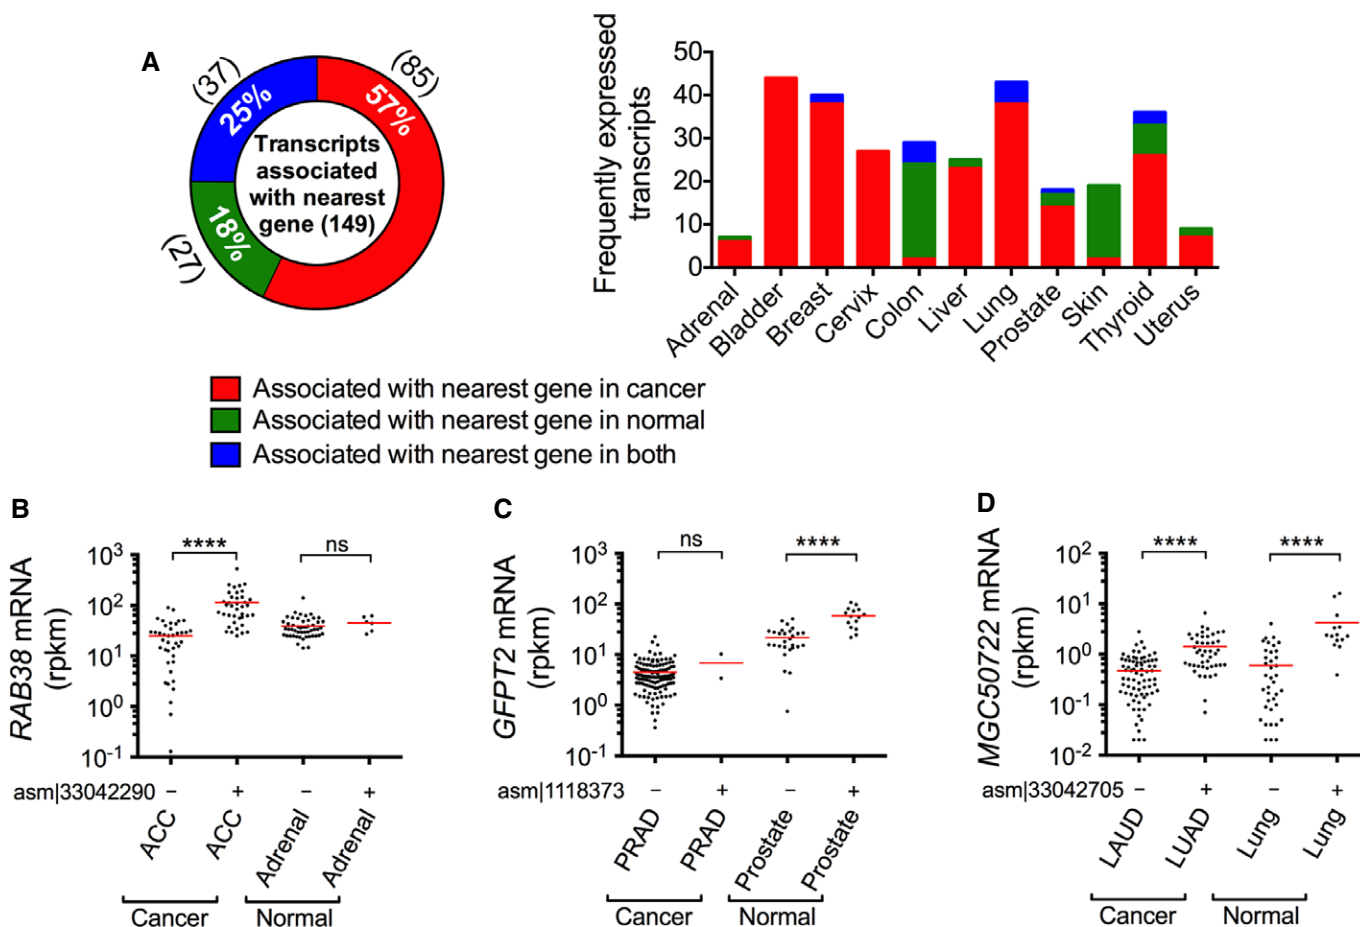 A
(37)
(85)
25%
57%
18%
(27)
Transcripts
associated
with nearest
gene (149)
Frequently expressed
transcripts
50
40
30
20
10
0
Adrenal
Bladder
Breast
Cervix
Colon
Liver
Lung
Prostate
Skin
Thyroid
Uterus
Associated with nearest gene in cancer
Associated with nearest gene in normal
Associated with nearest gene in both
B
RAB38 mRNA
(rpkm)
10³
10²
10¹
10⁰
10⁻¹
****
ns
asm|33042290 – + – +
ACC
ACC
Adrenal
Adrenal
Cancer
Normal
C
GFPT2 mRNA
(rpkm)
10³
10²
10¹
10⁰
10⁻¹
ns
****
asm|1118373 – + – +
PRAD
PRAD
Prostate
Prostate
Cancer
Normal
D
MGC50722 mRNA
(rpkm)
10²
10¹
10⁰
10⁻¹
10⁻²
****
****
asm|33042705 – + – +
LAUD
LUAD
Lung
Lung
Cancer
Normal